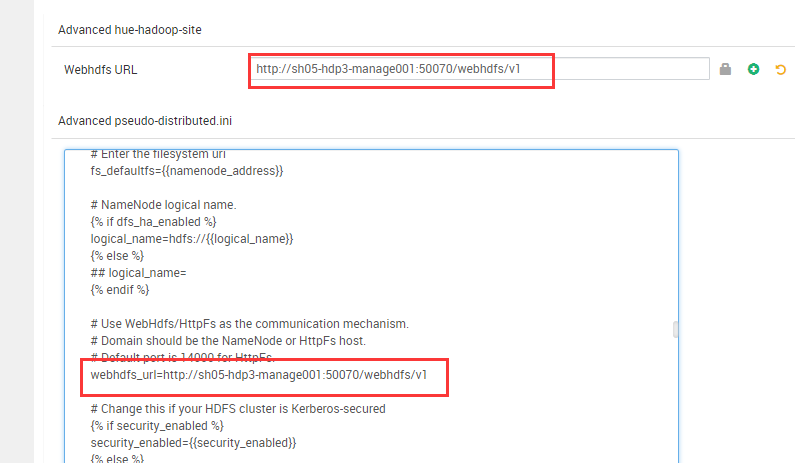 Advanced hue-hadoop-site
Webhdfs URL
http://sh05-hdp3-manage001:50070/webhdfs/v1
Advanced pseudo-distributed.ini
# Enter the filesystem uri
fs_defaultfs={{namenode_address}}
# NameNode logical name.
{% if dfs_ha_enabled %}
logical_name=hdfs://{{logical_name}}
{% else %}
## logical_name=
{% endif %}
# Use WebHdfs/HttpFs as the communication mechanism.
# Domain should be the NameNode or HttpFs host.
# Default port is 14000 for HttpFs.
webhdfs_url=http://sh05-hdp3-manage001:50070/webhdfs/v1
# Change this if your HDFS cluster is Kerberos-secured
{% if security_enabled %}
security_enabled={{security_enabled}}
{% else %}